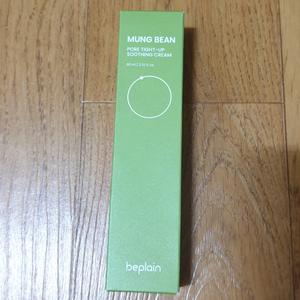 MUNG BEAN
PORE TIGHT-UP
SOOTHING CREAM
beplain